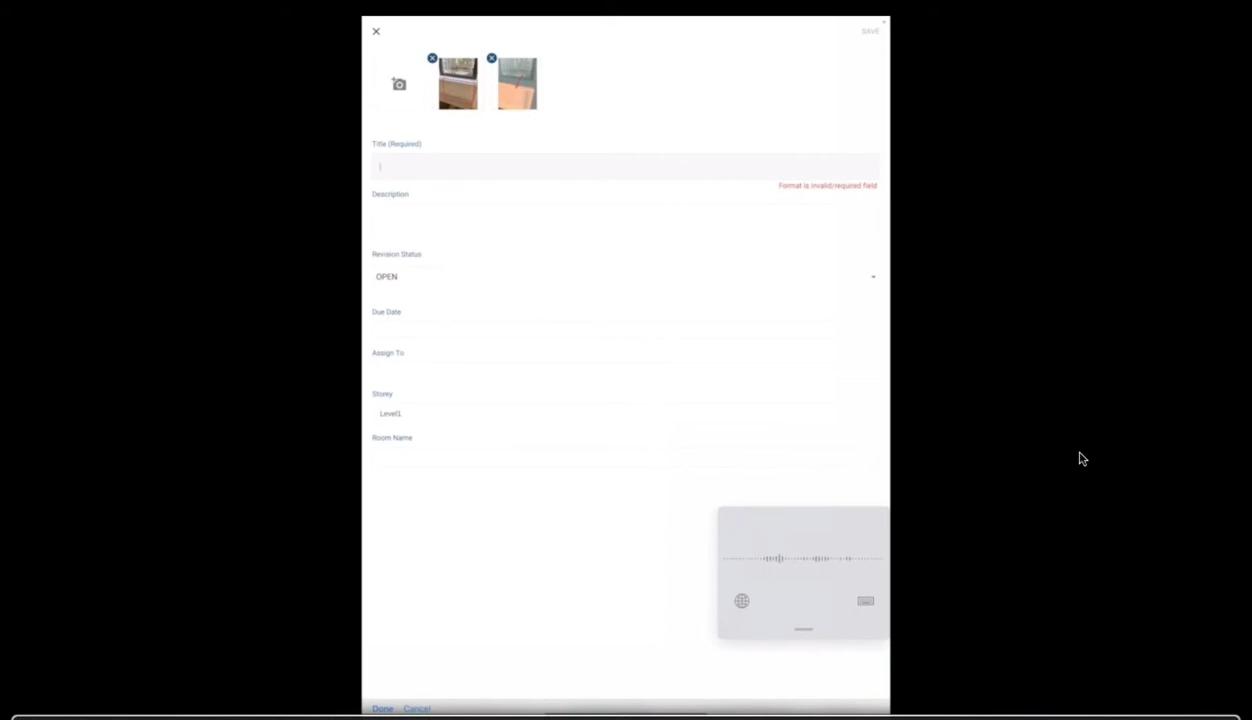 SAVE
Title (Required)
Format is invalid/required field
Description
Revision Status
OPEN
Due Date
Assign To
Storey
Level1
Room Name
Done Cancel